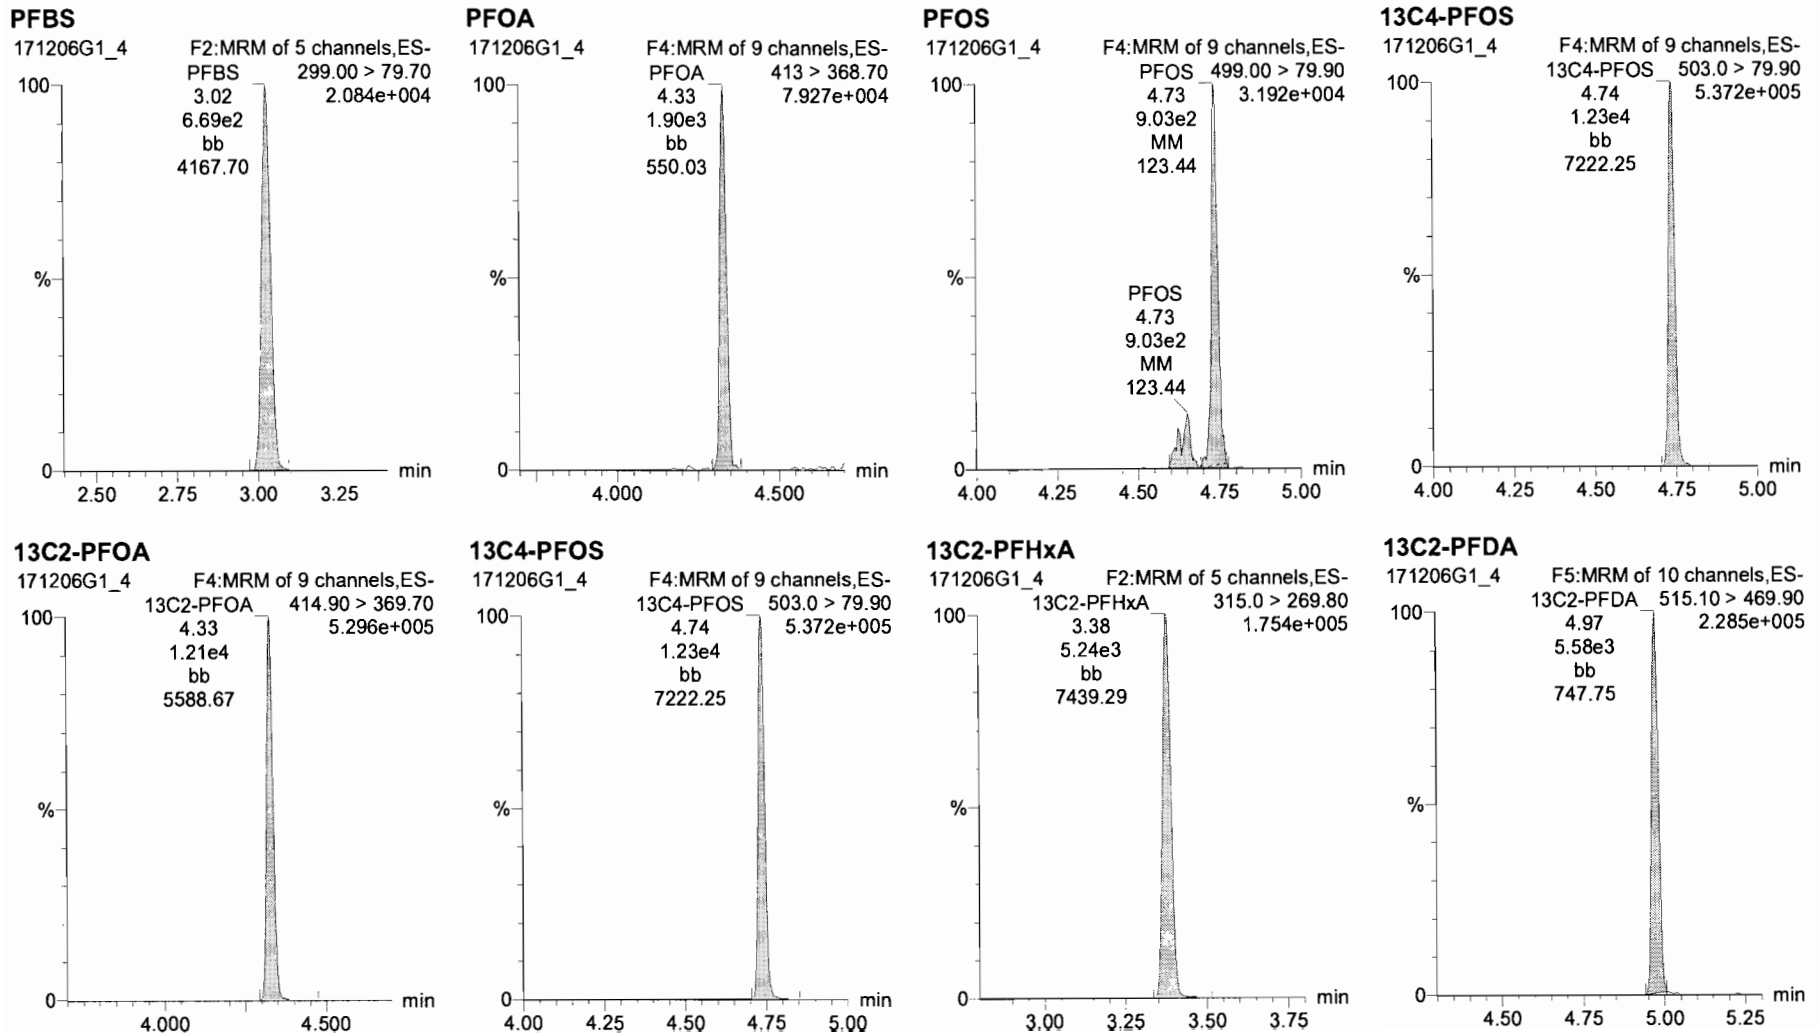 PFBS
171206G1_4 F2:MRM of 5 channels,ES-
PFBS 299.00 > 79.70
3.02 2.084e+004
6.69e2
bb
4167.70
100
%
0
min
2.50 2.75 3.00 3.25
PFOA
171206G1_4 F4:MRM of 9 channels,ES-
PFOA 413 > 368.70
4.33 7.927e+004
1.90e3
bb
550.03
100
%
0
min
4.000 4.500
PFOS
171206G1_4 F4:MRM of 9 channels,ES-
PFOS 499.00 > 79.90
4.73 3.192e+004
9.03e2
MM
123.44
100
%
PFOS
4.73
9.03e2
MM
123.44
0
min
4.00 4.25 4.50 4.75 5.00
13C4-PFOS
171206G1_4 F4:MRM of 9 channels,ES-
13C4-PFOS 503.0 > 79.90
4.74 5.372e+005
1.23e4
bb
7222.25
100
%
0
min
4.00 4.25 4.50 4.75 5.00
13C2-PFOA
171206G1_4 F4:MRM of 9 channels,ES-
13C2-PFOA 414.90 > 369.70
4.33 5.296e+005
1.21e4
bb
5588.67
100
%
0
min
4.000 4.500
13C4-PFOS
171206G1_4 F4:MRM of 9 channels,ES-
13C4-PFOS 503.0 > 79.90
4.74 5.372e+005
1.23e4
bb
7222.25
100
%
0
min
4.00 4.25 4.50 4.75 5.00
13C2-PFHxA
171206G1_4 F2:MRM of 5 channels,ES-
13C2-PFHxA 315.0 > 269.80
3.38 1.754e+005
5.24e3
bb
7439.29
100
%
0
min
3.00 3.25 3.50 3.75
13C2-PFDA
171206G1_4 F5:MRM of 10 channels,ES-
13C2-PFDA 515.10 > 469.90
4.97 2.285e+005
5.58e3
bb
747.75
100
%
0
min
4.50 4.75 5.00 5.25